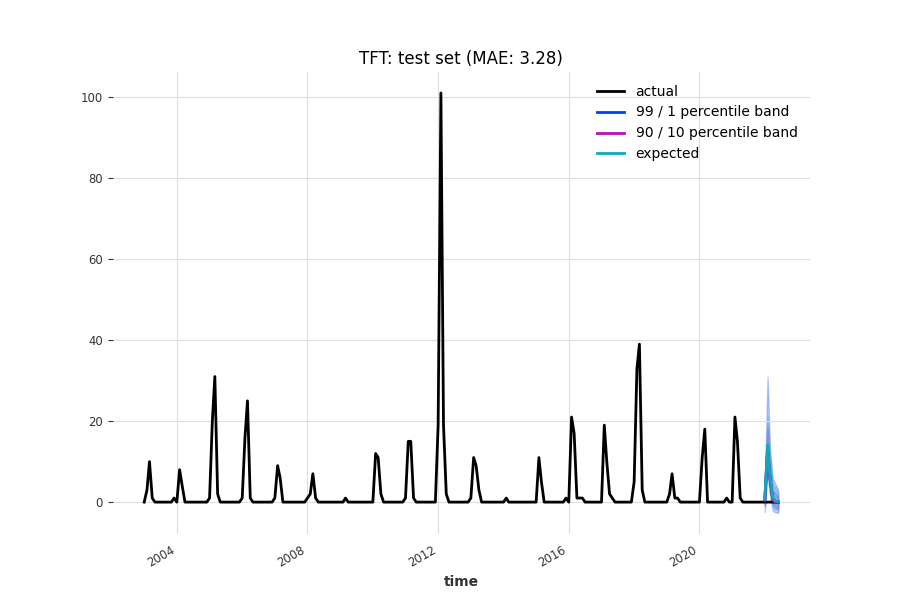 TFT: test set (MAE: 3.28)
actual
99 / 1 percentile band
90 / 10 percentile band
expected
100
80
60
40
20
0
2004
2008
2012
2016
2020
time